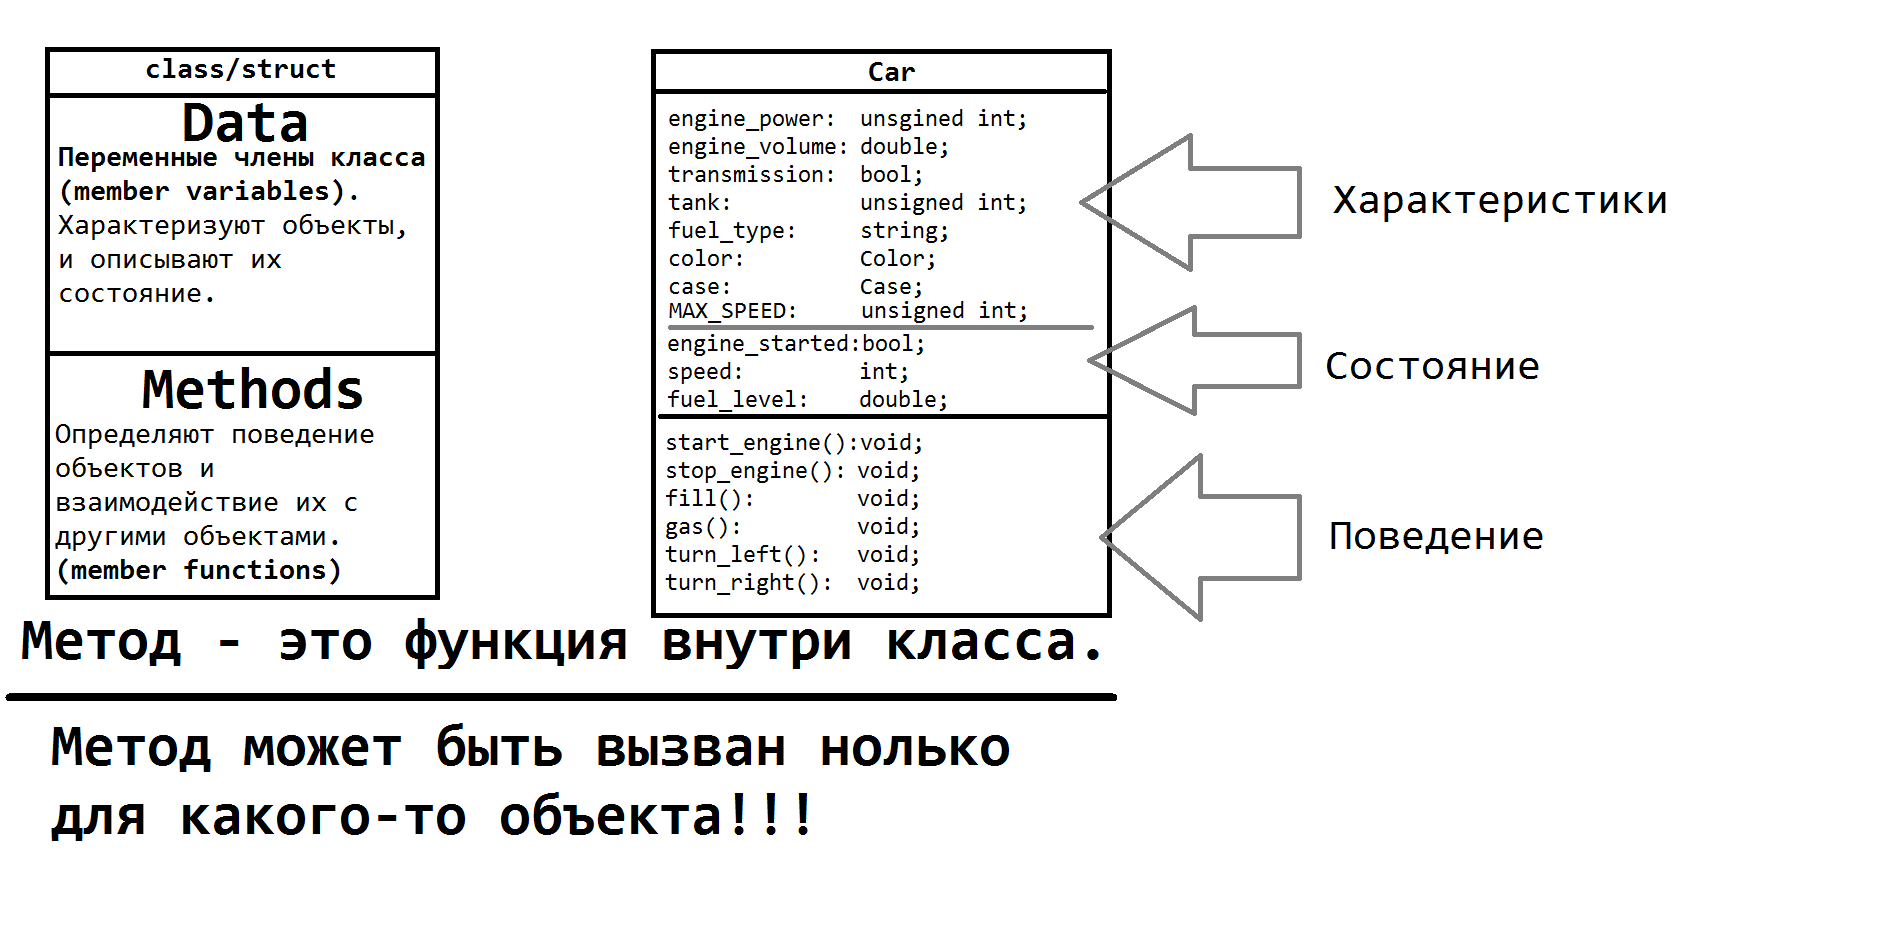 class/struct
Data
Переменные члены класса
(member variables).
Характеризуют объекты,
и описывают их
состояние.
Methods
Определяют поведение
объектов и
взаимодействие их с
другими объектами.
(member functions)
Car
engine_power: unsgined int;
engine_volume: double;
transmission: bool;
tank: unsigned int;
fuel_type: string;
color: Color;
case: Case;
MAX_SPEED: unsigned int;
engine_started:bool;
speed: int;
fuel_level: double;
start_engine():void;
stop_engine(): void;
fill(): void;
gas(): void;
turn_left(): void;
turn_right(): void;
Характеристики
Состояние
Поведение
Метод - это функция внутри класса.
Метод может быть вызван нолько
для какого-то объекта!!!